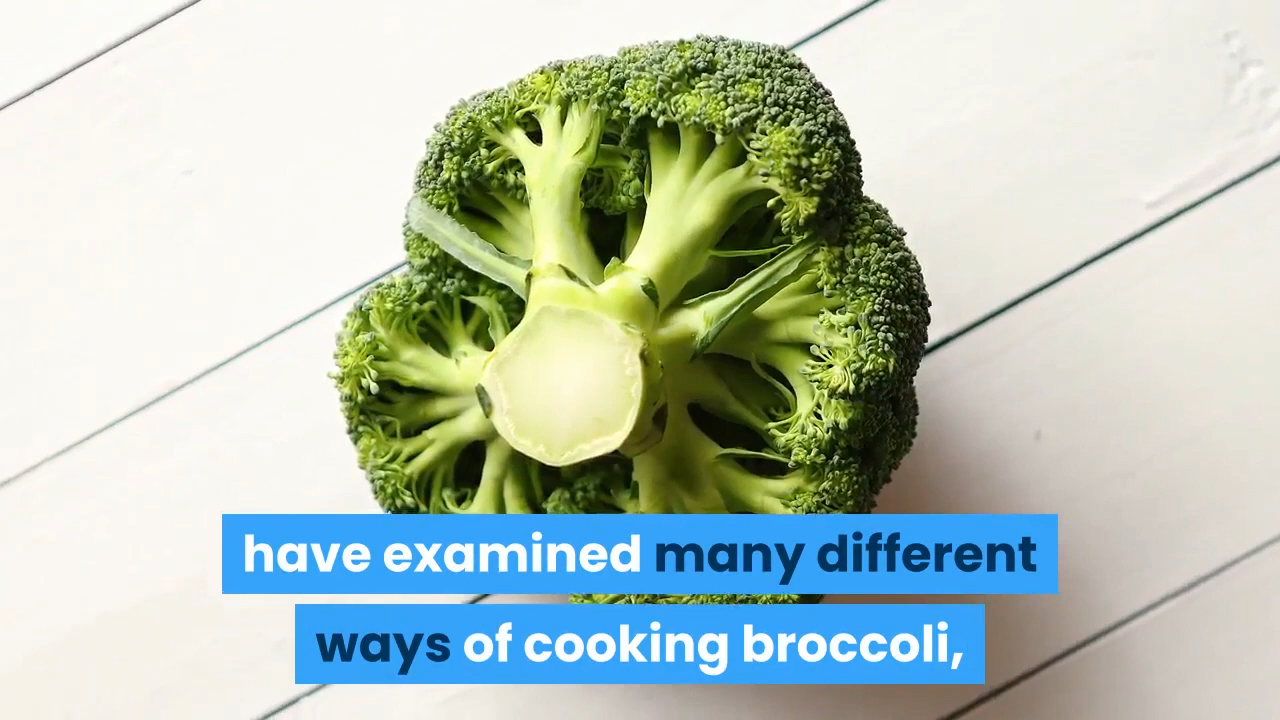 have examined many different
ways of cooking broccoli,